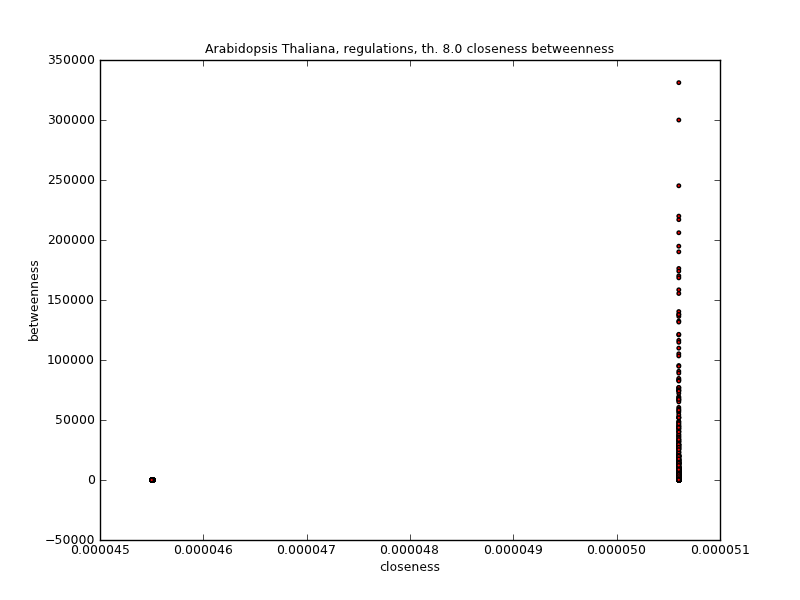 Arabidopsis Thaliana, regulations, th. 8.0 closeness betweenness
350000
300000
250000
200000
150000
100000
50000
0
−50000
betweenness
0.000045 0.000046 0.000047 0.000048 0.000049 0.000050 0.000051
closeness